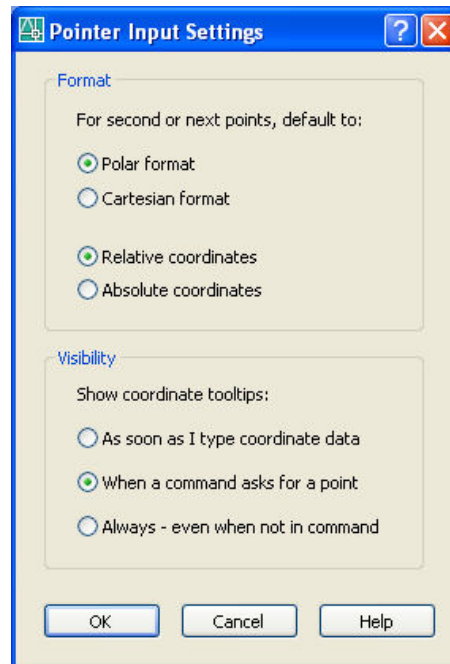 Pointer Input Settings
Format
For second or next points, default to:
Polar format
Cartesian format
Relative coordinates
Absolute coordinates
Visibility
Show coordinate tooltips:
As soon as I type coordinate data
When a command asks for a point
Always - even when not in command
OK Cancel Help